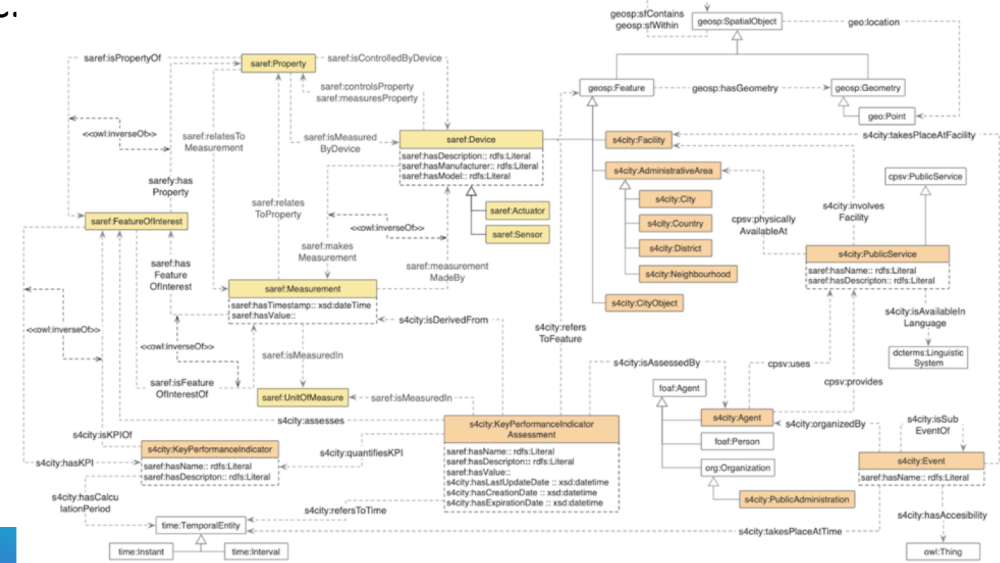 geosp:sfContains
geosp:sfWithin
geosp:SpatialObject
geo:location
saref:isPropertyOf
saref:Property
saref:isControlledByDevice
saref:controlsProperty
saref:measuresProperty
geosp:Feature
geosp:hasGeometry
geosp:Geometry
geo:Point
<<owl:inverseOf>>
saref:relatesTo
Measurement
saref:isMeasured
ByDevice
saref:Device
saref:hasDescription:: rdfs:Literal
saref:hasManufacturer:: rdfs:Literal
saref:hasModel:: rdfs:Literal
s4city:Facility
s4city:takesPlaceAtFacility
s4city:AdministrativeArea
cpsv:PublicService
sarefy:has
Property
saref:relates
ToProperty
saref:Actuator
saref:Sensor
s4city:City
s4city:Country
s4city:District
s4city:Neighbourhood
s4city:CityObject
cpsv:physically
AvailableAt
s4city:involves
Facility
saref:FeatureOfInterest
<<owl:inverseOf>>
saref:makes
Measurement
saref:measurement
MadeBy
s4city:PublicService
saref:hasName:: rdfs:Literal
saref:hasDescripton:: rdfs:Literal
saref:has
Feature
OfInterest
saref:Measurement
saref:hasTimestamp:: xsd:dateTime
saref:hasValue::
s4city:isDerivedFrom
s4city:refers
ToFeature
s4city:isAvailableIn
Language
dcterms:Linguistic
System
<<owl:inverseOf>>
<<owl:inverseOf>>
saref:isMeasuredIn
saref:isFeature
OfInterestOf
saref:UnitOfMeasure
saref:isMeasuredIn
s4city:isAssessedBy
cpsv:uses
cpsv:provides
foaf:Agent
s4city:Agent
foaf:Person
org:Organization
s4city:PublicAdministration
s4city:organizedBy
s4city:isSub
EventOf
s4city:Event
saref:hasName:: rdfs:Literal
s4city:assesses
s4city:KeyPerformanceIndicator
Assessment
saref:hasName:: rdfs:Literal
saref:hasDescripton:: rdfs:Literal
saref:hasValue::
s4city:hasLastUpdateDate :: xsd:datetime
s4city:hasCreationDate :: xsd:datetime
s4city:hasExpirationDate :: xsd:datetime
s4city:isKPIOf
s4city:hasKPI
s4city:KeyPerformanceIndicator
saref:hasName:: rdfs:Literal
saref:hasDescripton:: rdfs:Literal
s4city:quantifiesKPI
s4city:hasCalcu
lationPeriod
s4city:refersToTime
time:TemporalEntity
time:Instant
time:Interval
s4city:takesPlaceAtTime
s4city:hasAccesibility
owl:Thing